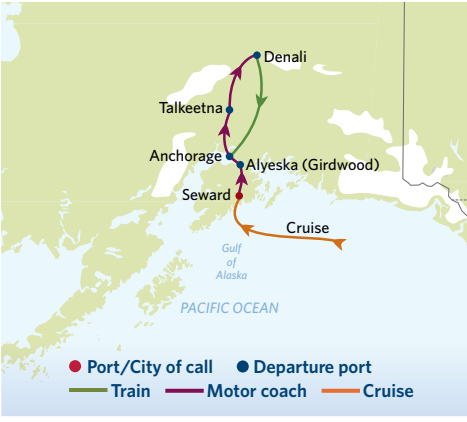 Denali
Talkeetna
Anchorage
Alyeska (Girdwood)
Seward
Cruise
Gulf
of
Alaska
PACIFIC OCEAN
Port/City of call
Departure port
Train
Motor coach
Cruise